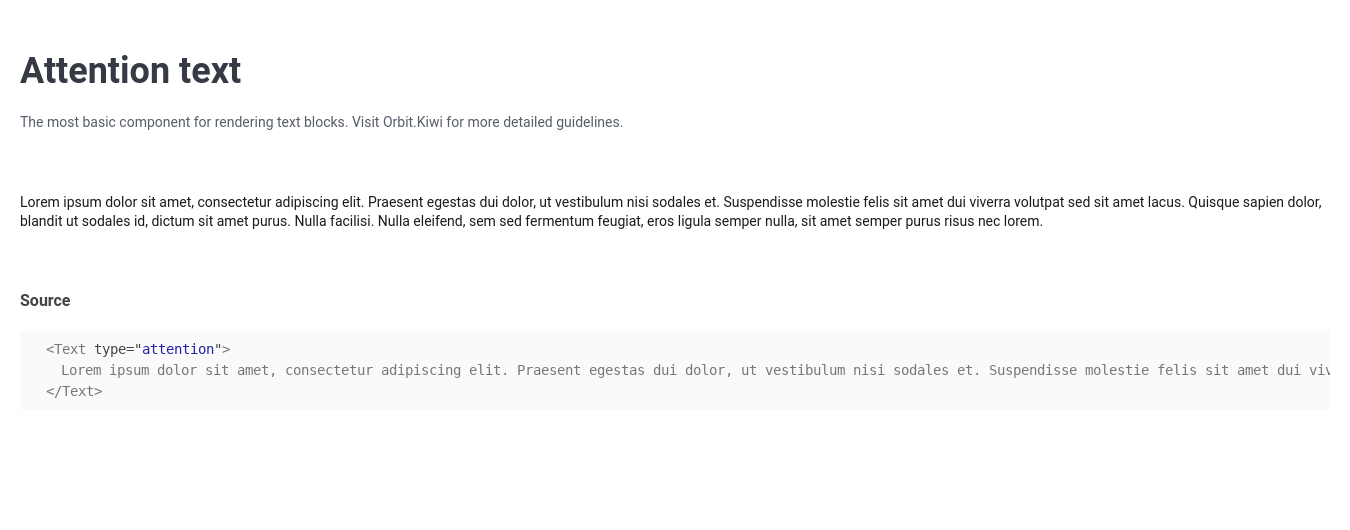 Attention text
The most basic component for rendering text blocks. Visit Orbit.Kiwi for more detailed guidelines.
Lorem ipsum dolor sit amet, consectetur adipiscing elit. Praesent egestas dui dolor, ut vestibulum nisi sodales et. Suspendisse molestie felis sit amet dui viverra volutpat sed sit amet lacus. Quisque sapien dolor,
blandit ut sodales id, dictum sit amet purus. Nulla facilisi. Nulla eleifend, sem sed fermentum feugiat, eros ligula semper nulla, sit amet semper purus risus nec lorem.
Source
<Text type="attention">
Lorem ipsum dolor sit amet, consectetur adipiscing elit. Praesent egestas dui dolor, ut vestibulum nisi sodales et. Suspendisse molestie felis sit amet dui viv
</Text>